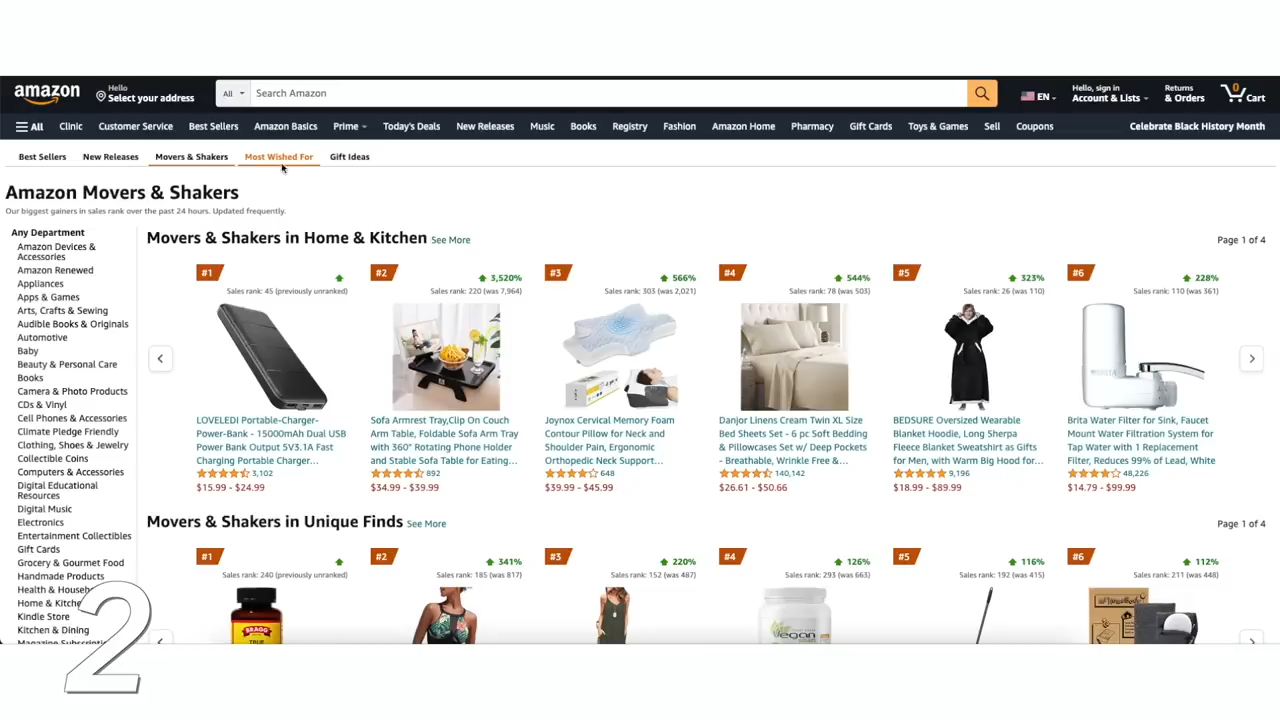 amazon
Hello
Select your address
All
Search Amazon
EN
Hello, sign in
Account & Lists
Returns
& Orders
0
Cart
All
Clinic
Customer Service
Best Sellers
Amazon Basics
Prime
Today's Deals
New Releases
Music
Books
Registry
Fashion
Amazon Home
Pharmacy
Gift Cards
Toys & Games
Sell
Coupons
Celebrate Black History Month
Best Sellers
New Releases
Movers & Shakers
Most Wished For
Gift Ideas
Amazon Movers & Shakers
Our biggest gainers in sales rank over the past 24 hours. Updated frequently.
Any Department
Amazon Devices &
Accessories
Amazon Renewed
Appliances
Apps & Games
Arts, Crafts & Sewing
Audible Books & Originals
Automotive
Baby
Beauty & Personal Care
Books
Camera & Photo Products
CDs & Vinyl
Cell Phones & Accessories
Climate Pledge Friendly
Clothing, Shoes & Jewelry
Collectible Coins
Computers & Accessories
Digital Educational
Resources
Digital Music
Electronics
Entertainment Collectibles
Gift Cards
Grocery & Gourmet Food
Handmade Products
Health & Househ
Home & Kitche
Kindle Store
Kitchen & Dining
2
Movers & Shakers in Home & Kitchen See More
Page 1 of 4
#1
Sales rank: 45 (previously unranked)
LOVELEDI Portable-Charger-
Power-Bank - 15000mAh Dual USB
Power Bank Output 5V3.1A Fast
Charging Portable Charger...
3,102
$15.99 - $24.99
#2
3,520%
Sales rank: 220 (was 7,964)
Sofa Armrest Tray,Clip On Couch
Arm Table, Foldable Sofa Arm Tray
with 360° Rotating Phone Holder
and Stable Sofa Table for Eating...
892
$34.99 - $39.99
#3
566%
Sales rank: 303 (was 2,021)
Joynox Cervical Memory Foam
Contour Pillow for Neck and
Shoulder Pain, Ergonomic
Orthopedic Neck Support...
648
$39.99 - $45.99
#4
544%
Sales rank: 78 (was 503)
Danjor Linens Cream Twin XL Size
Bed Sheets Set - 6 pc Soft Bedding
& Pillowcases Set w/ Deep Pockets
- Breathable, Wrinkle Free &...
140,142
$26.61 - $50.66
#5
323%
Sales rank: 26 (was 110)
BEDSURE Oversized Wearable
Blanket Hoodie, Long Sherpa
Fleece Blanket Sweatshirt as Gifts
for Men, with Warm Big Hood for...
9,196
$18.99 - $89.99
#6
228%
Sales rank: 110 (was 361)
BRITA
Brita Water Filter for Sink, Faucet
Mount Water Filtration System for
Tap Water with 1 Replacement
Filter, Reduces 99% of Lead, White
48,226
$14.79 - $99.99
Movers & Shakers in Unique Finds See More
Page 1 of 4
#1
Sales rank: 240 (previously unranked)
BRAGG
TRUE
#2
341%
Sales rank: 185 (was 817)
#3
220%
Sales rank: 152 (was 487)
#4
126%
Sales rank: 293 (was 663)
vegan
#5
116%
Sales rank: 192 (was 415)
#6
112%
Sales rank: 211 (was 448)